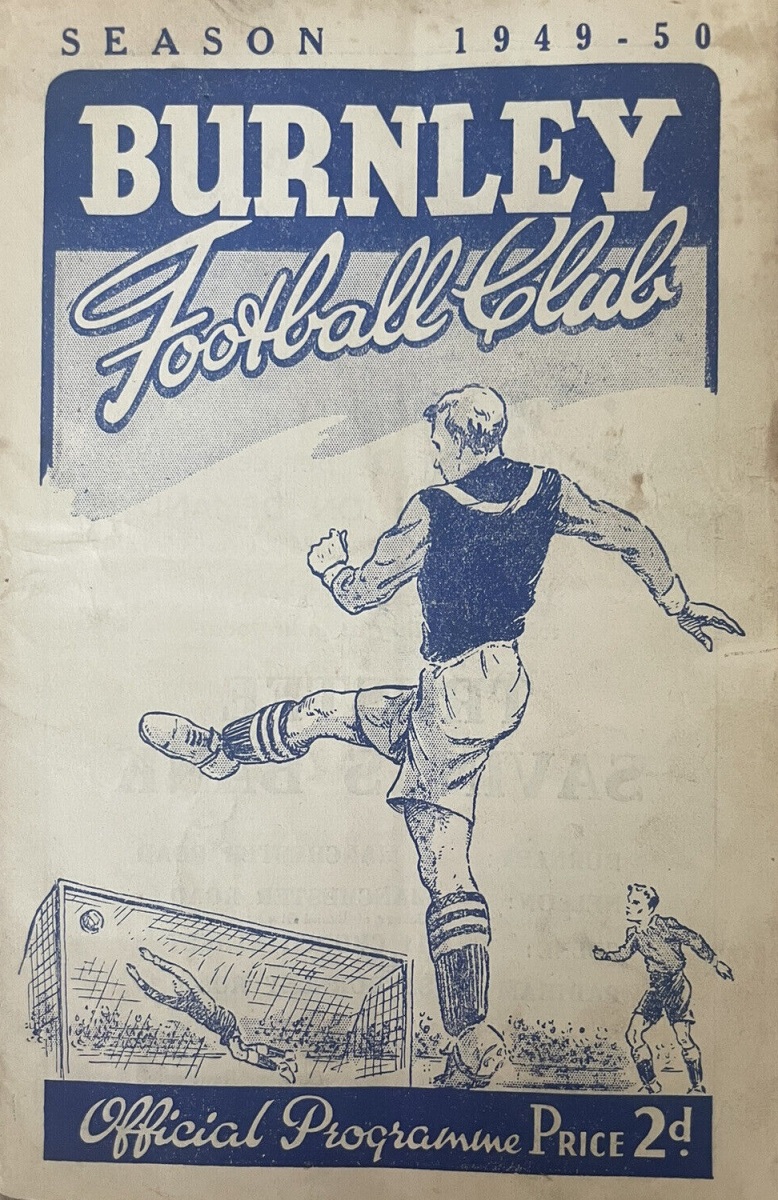 SEASON 1949-50
BURNLEY
Football Club
Official Programme PRICE 2d.